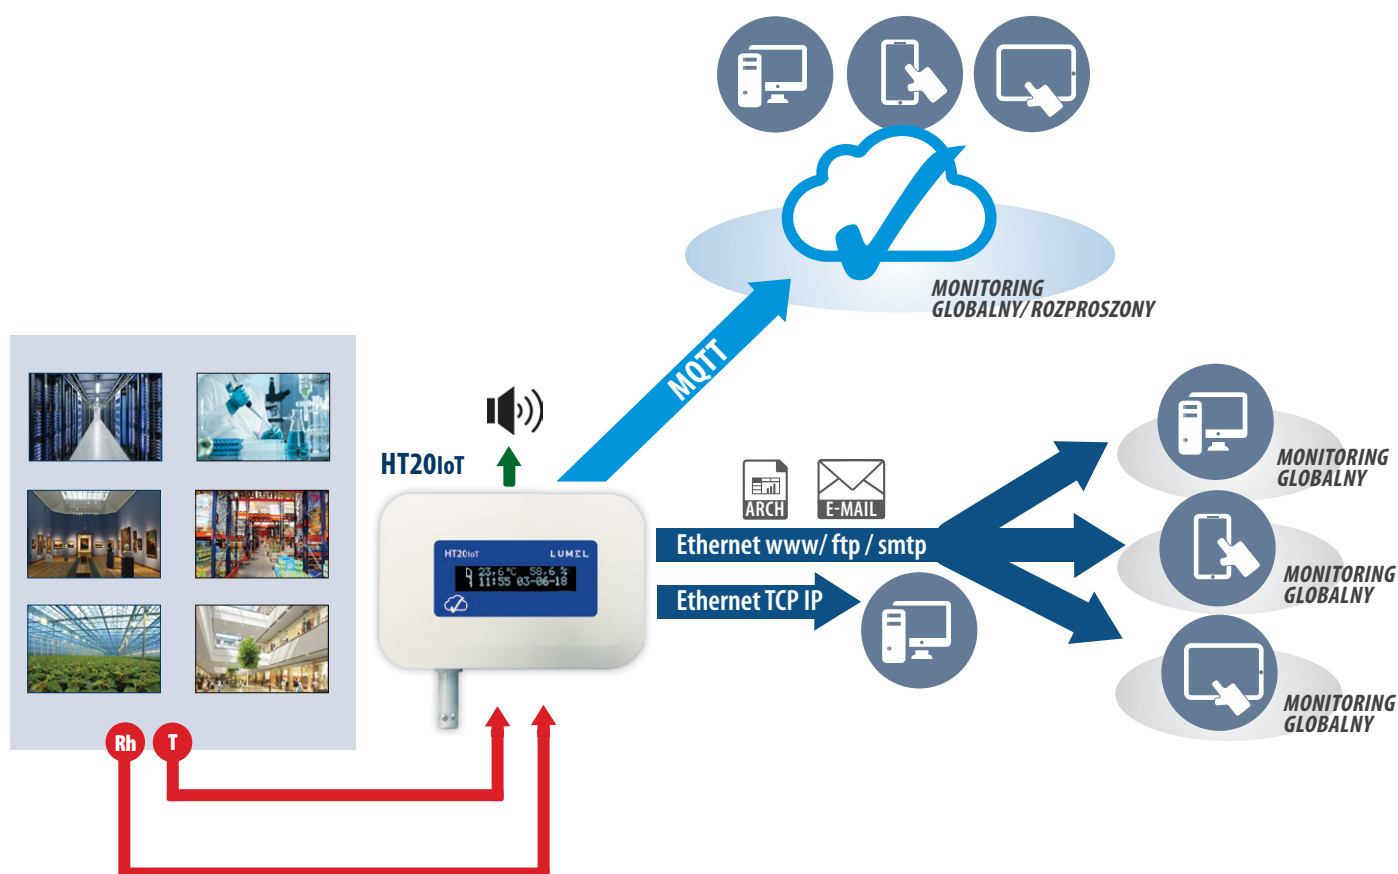 MONITORING
GLOBALNY/ROZPROSZONY
MQTT
HT20IoT
ARCH
E-MAIL
Ethernet www/ ftp / smtp
Ethernet TCP IP
HT20IoT
LUMEL
23,6°C 58,6 %
11:55 03-06-18
MONITORING
GLOBALNY
MONITORING
GLOBALNY
MONITORING
GLOBALNY
Rh
T